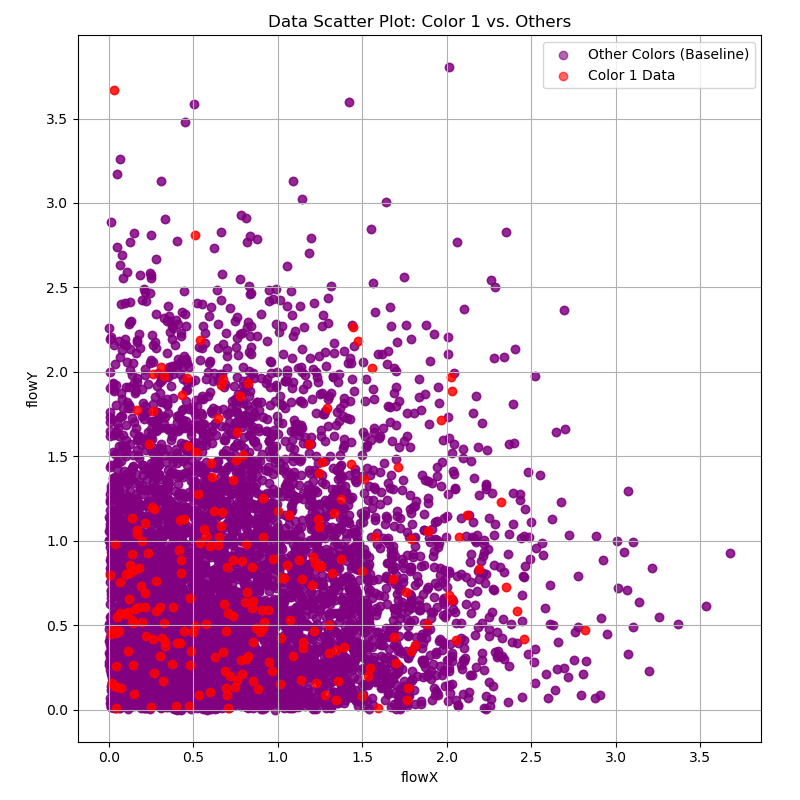 Data Scatter Plot: Color 1 vs. Others
Other Colors (Baseline)
Color 1 Data
flowY
3.5
3.0
2.5
2.0
1.5
1.0
0.5
0.0
0.0 0.5 1.0 1.5 2.0 2.5 3.0 3.5
flowX